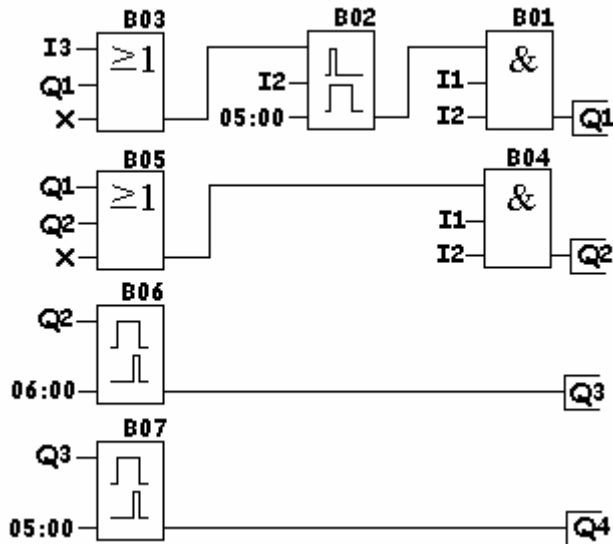 B03 B02 B01
I3 ≥1 &
Q1 I2 I1
X 05:00 I2 Q1
B05 B04
Q1 ≥1 &
Q2 I1
X I2 Q2
B06
Q2
06:00 Q3
B07
Q3
05:00 Q4